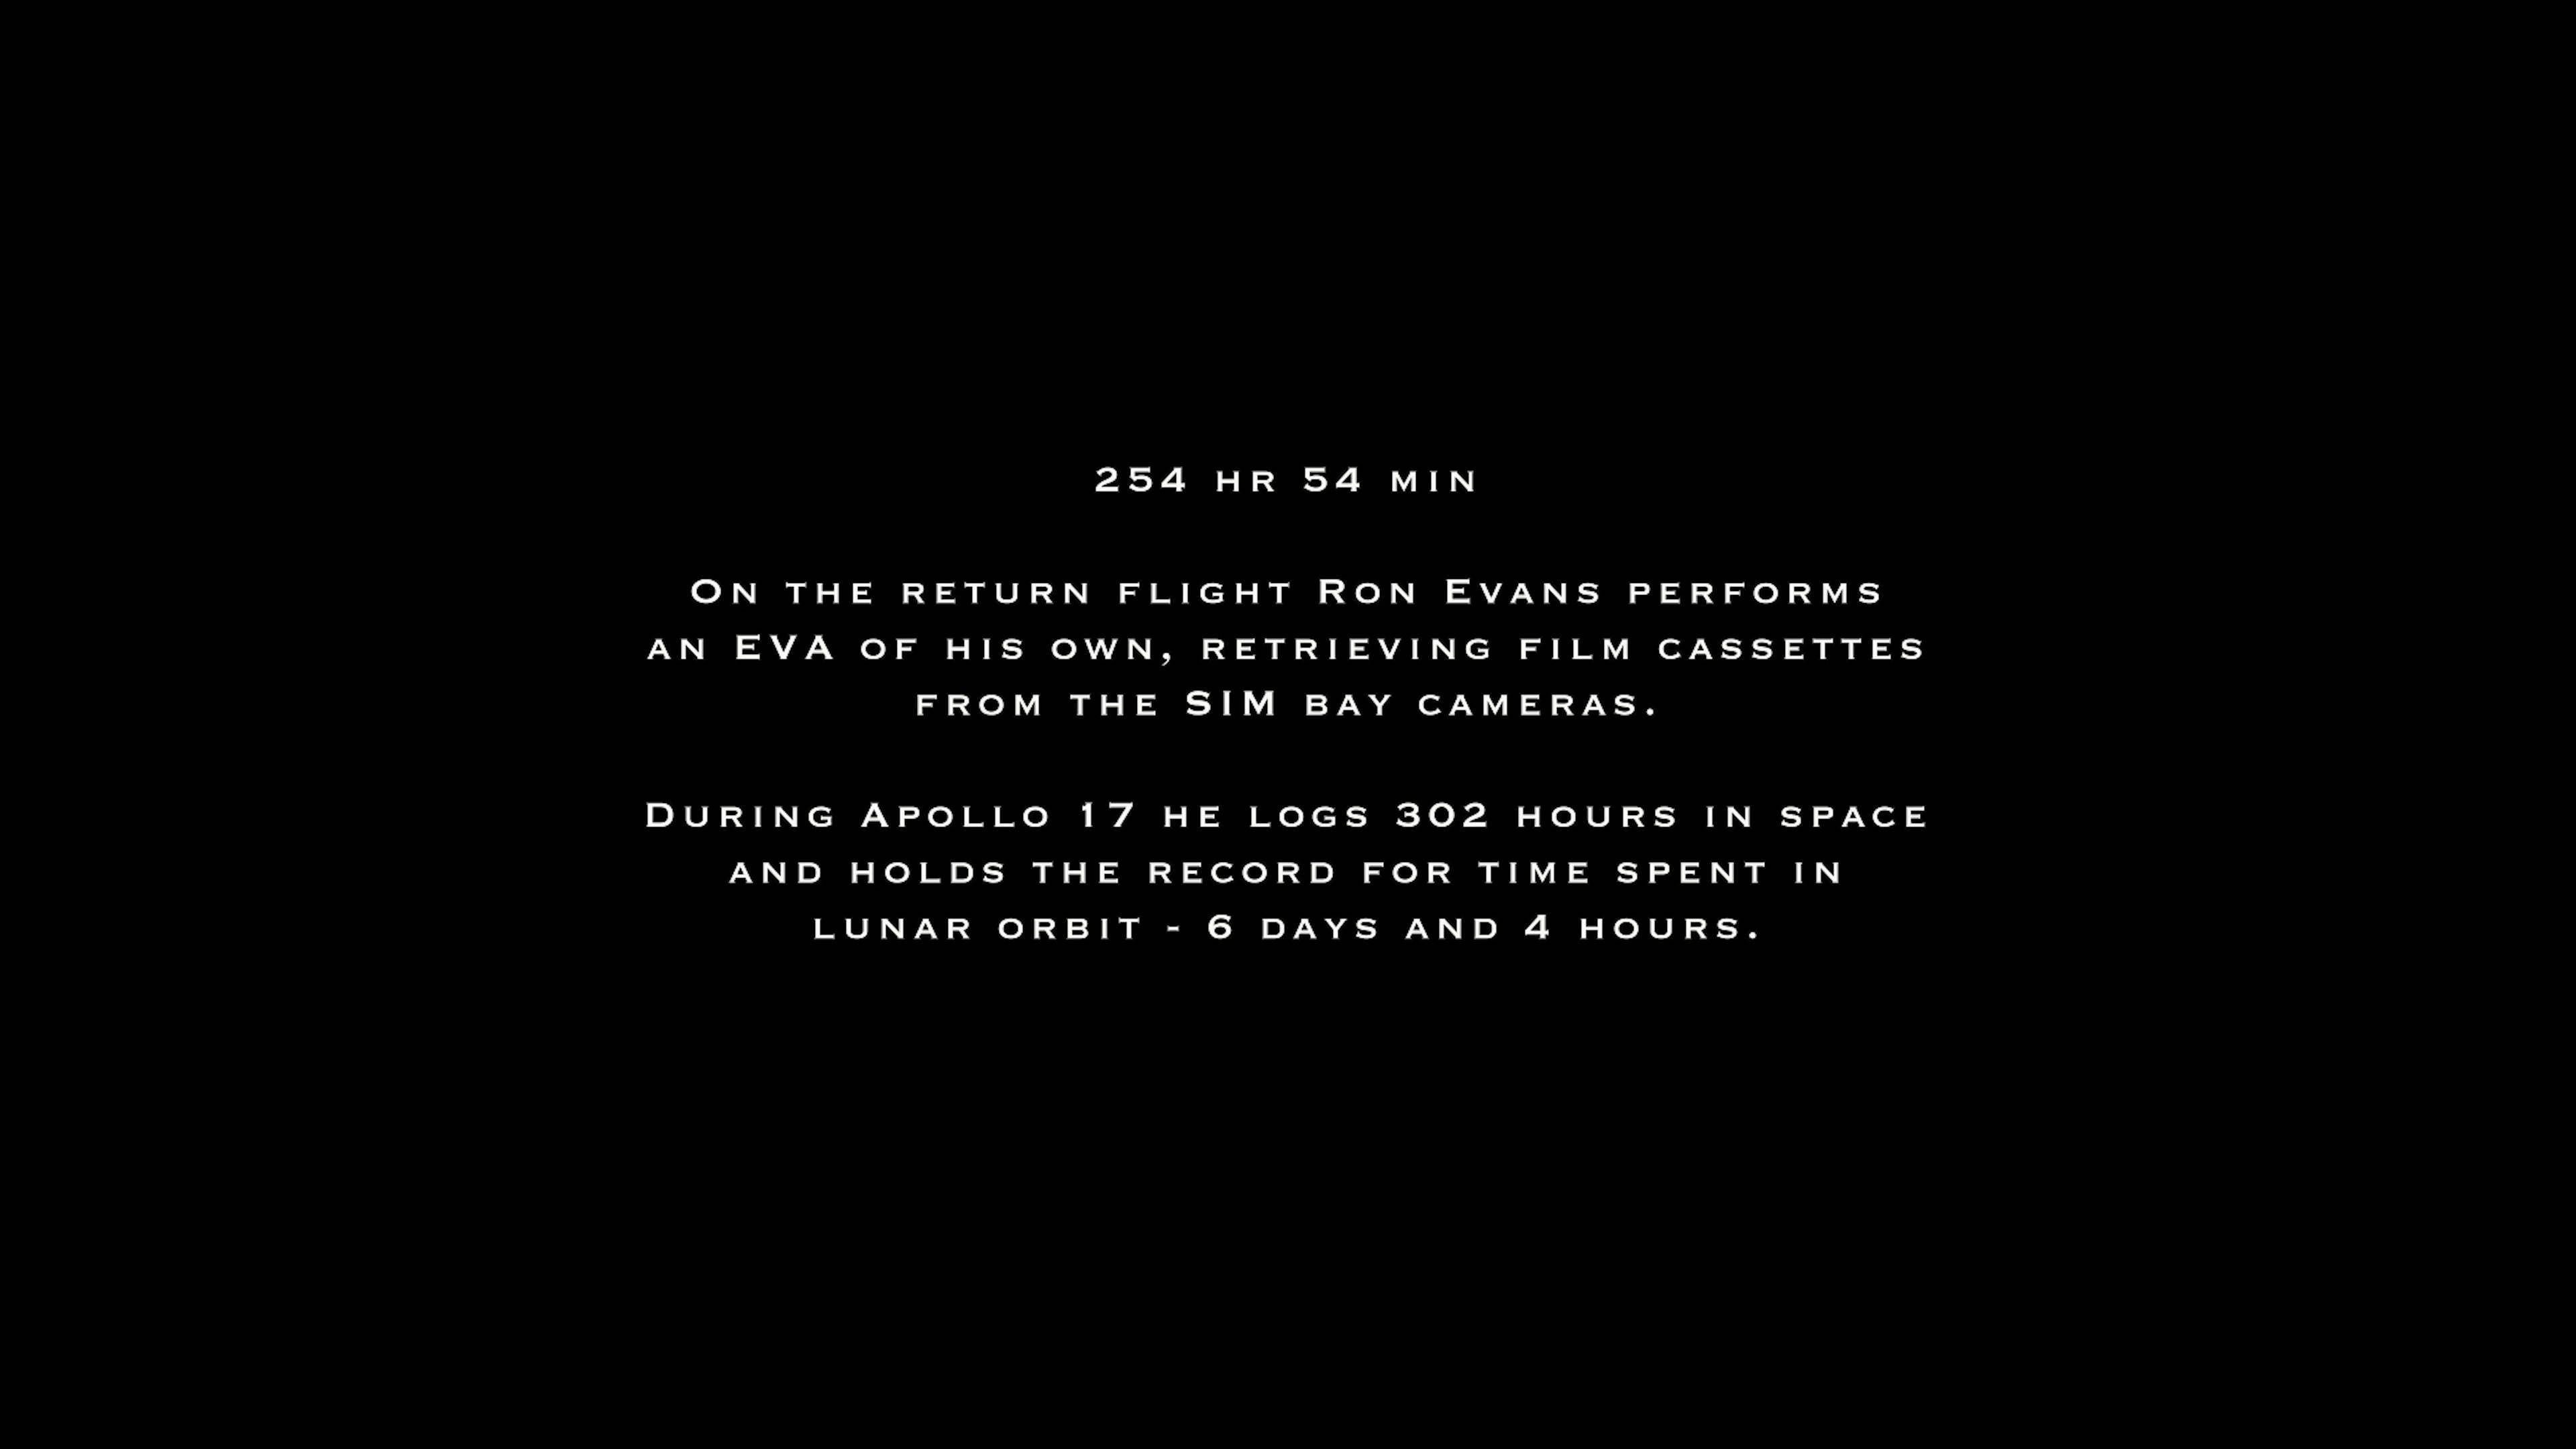 254 hr 54 min
On the return flight Ron Evans performs
an EVA of his own, retrieving film cassettes
from the SIM bay cameras.
During Apollo 17 he logs 302 hours in space
and holds the record for time spent in
lunar orbit - 6 days and 4 hours.